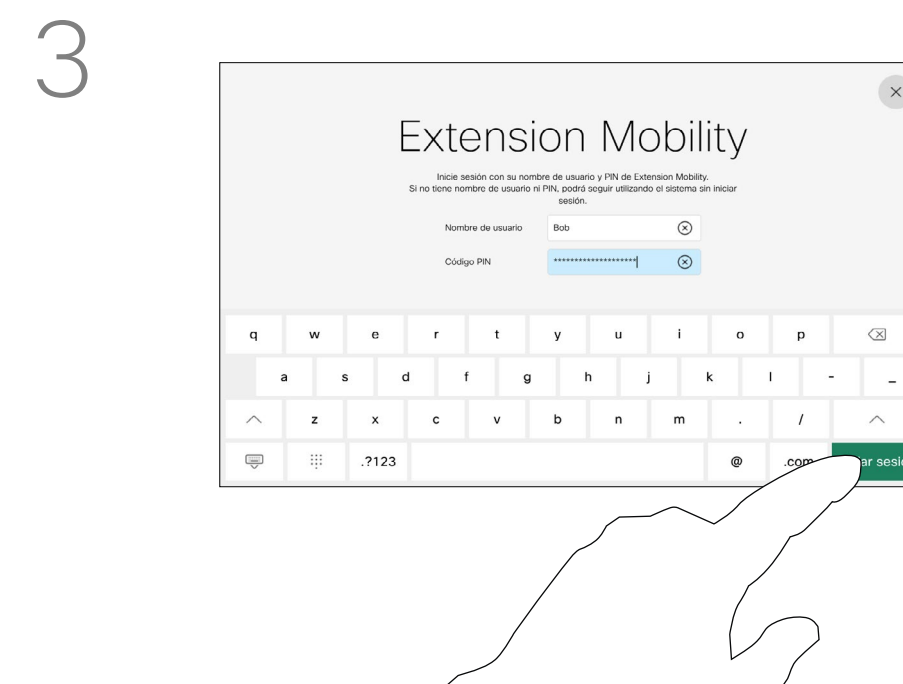 3
Extension Mobility
Inicie sesión con su nombre de usuario y PIN de Extension Mobility.
Si no tiene nombre de usuario ni PIN, podrá seguir utilizando el sistema sin iniciar
sesión.
Nombre de usuario Bob
Código PIN ********************
q w e r t y u i o p
a s d f g h j k l - _
z x c v b n m . /
.?123 @ .com